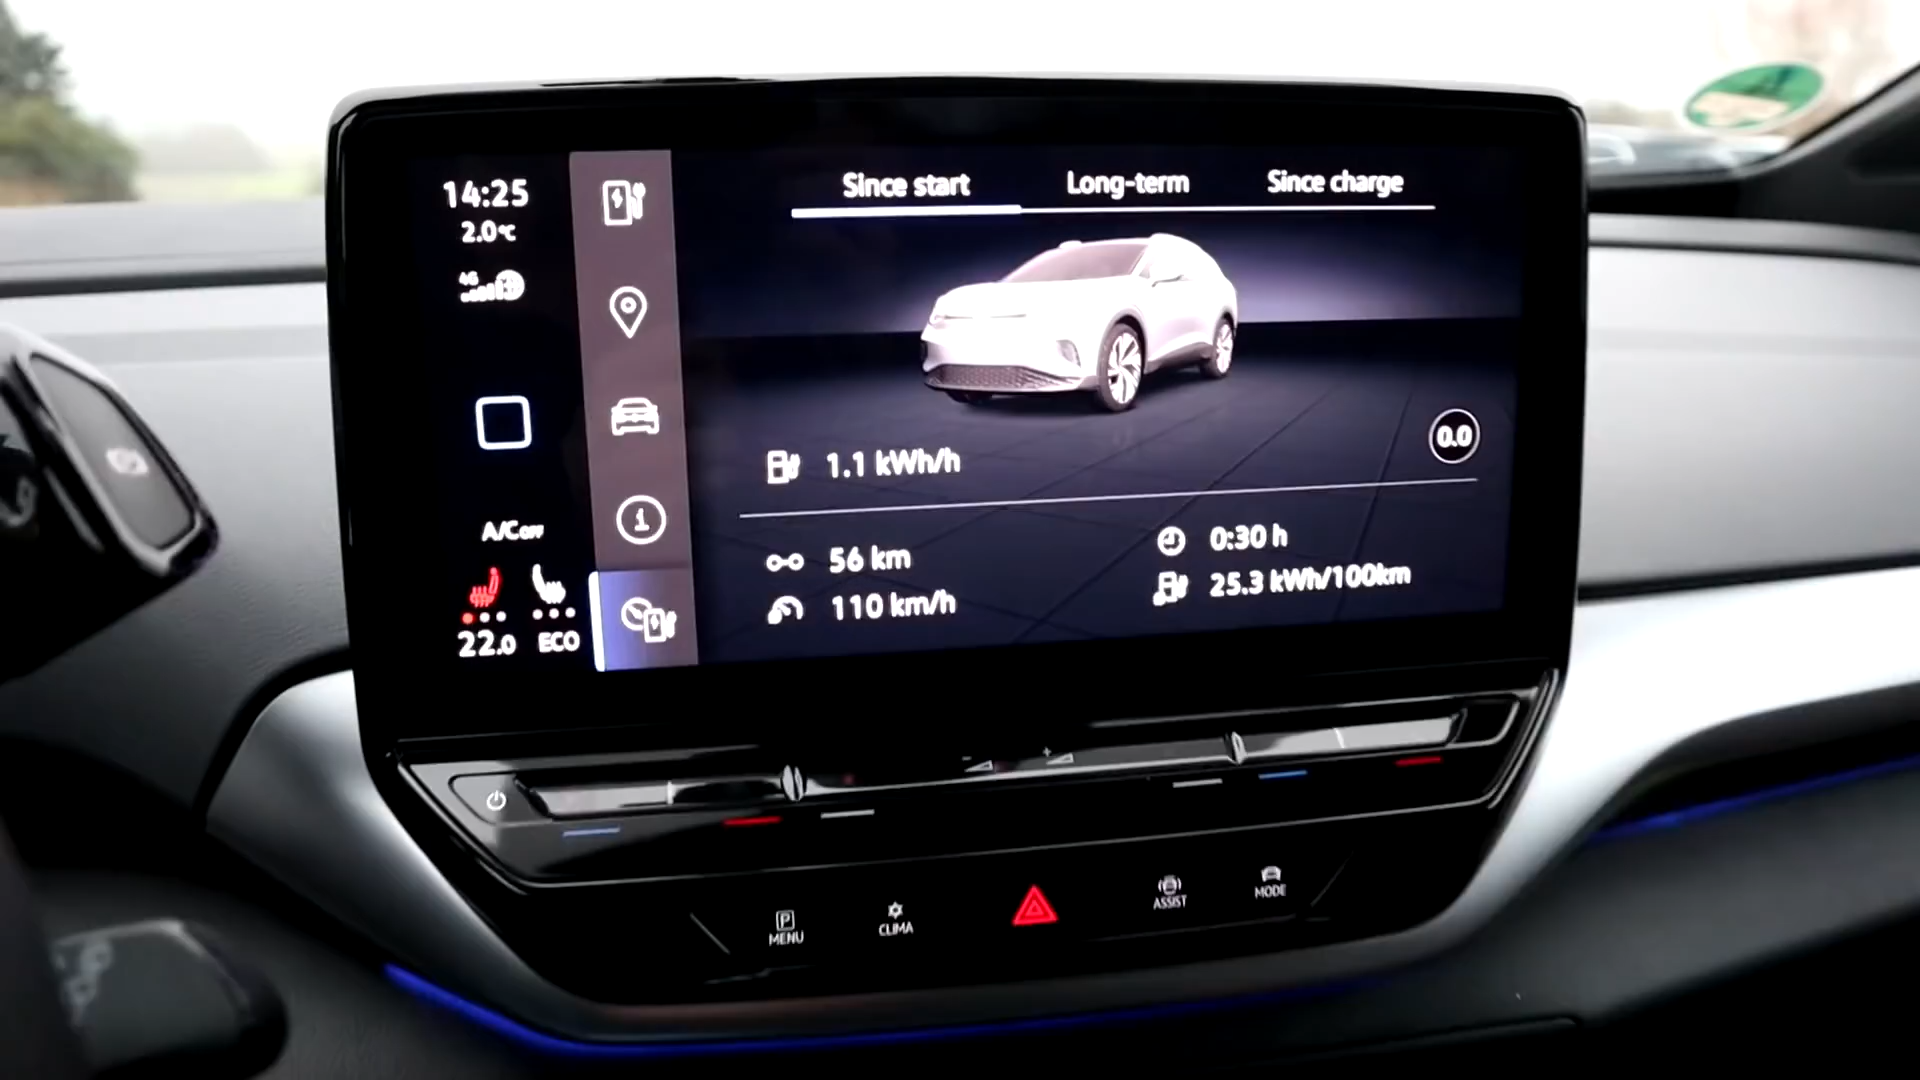 Since start Long-term Since charge
14:25
2.0°C
4G
0.0
1.1 kWh/h
A/C OFF
56 km
0:30 h
110 km/h
25.3 kWh/100km
22.0 ECO
- +
P
MENU
CLIMA
ASSIST
MODE